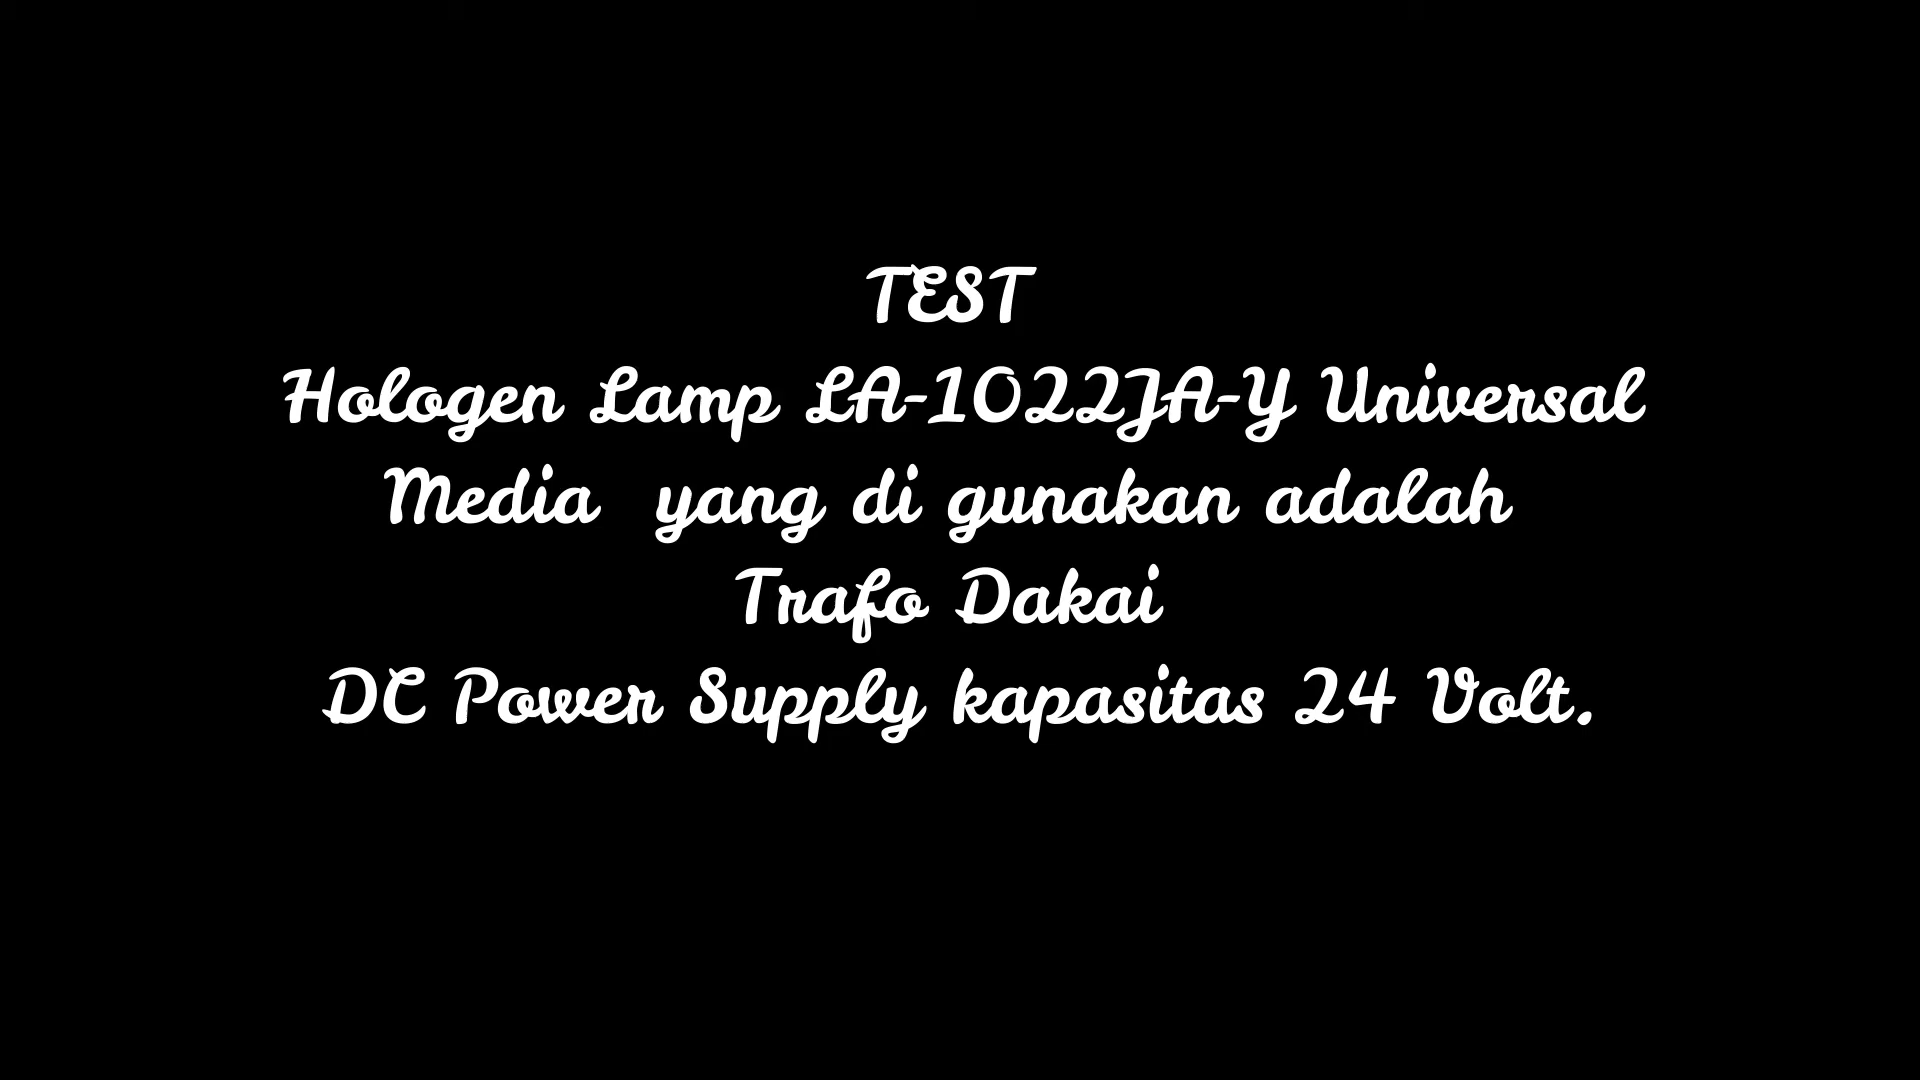 TEST
Hologen Lamp LA-1022JA-Y Universal
Media yang di gunakan adalah
Trafo Dakai
DC Power Supply kapasitas 24 Volt.